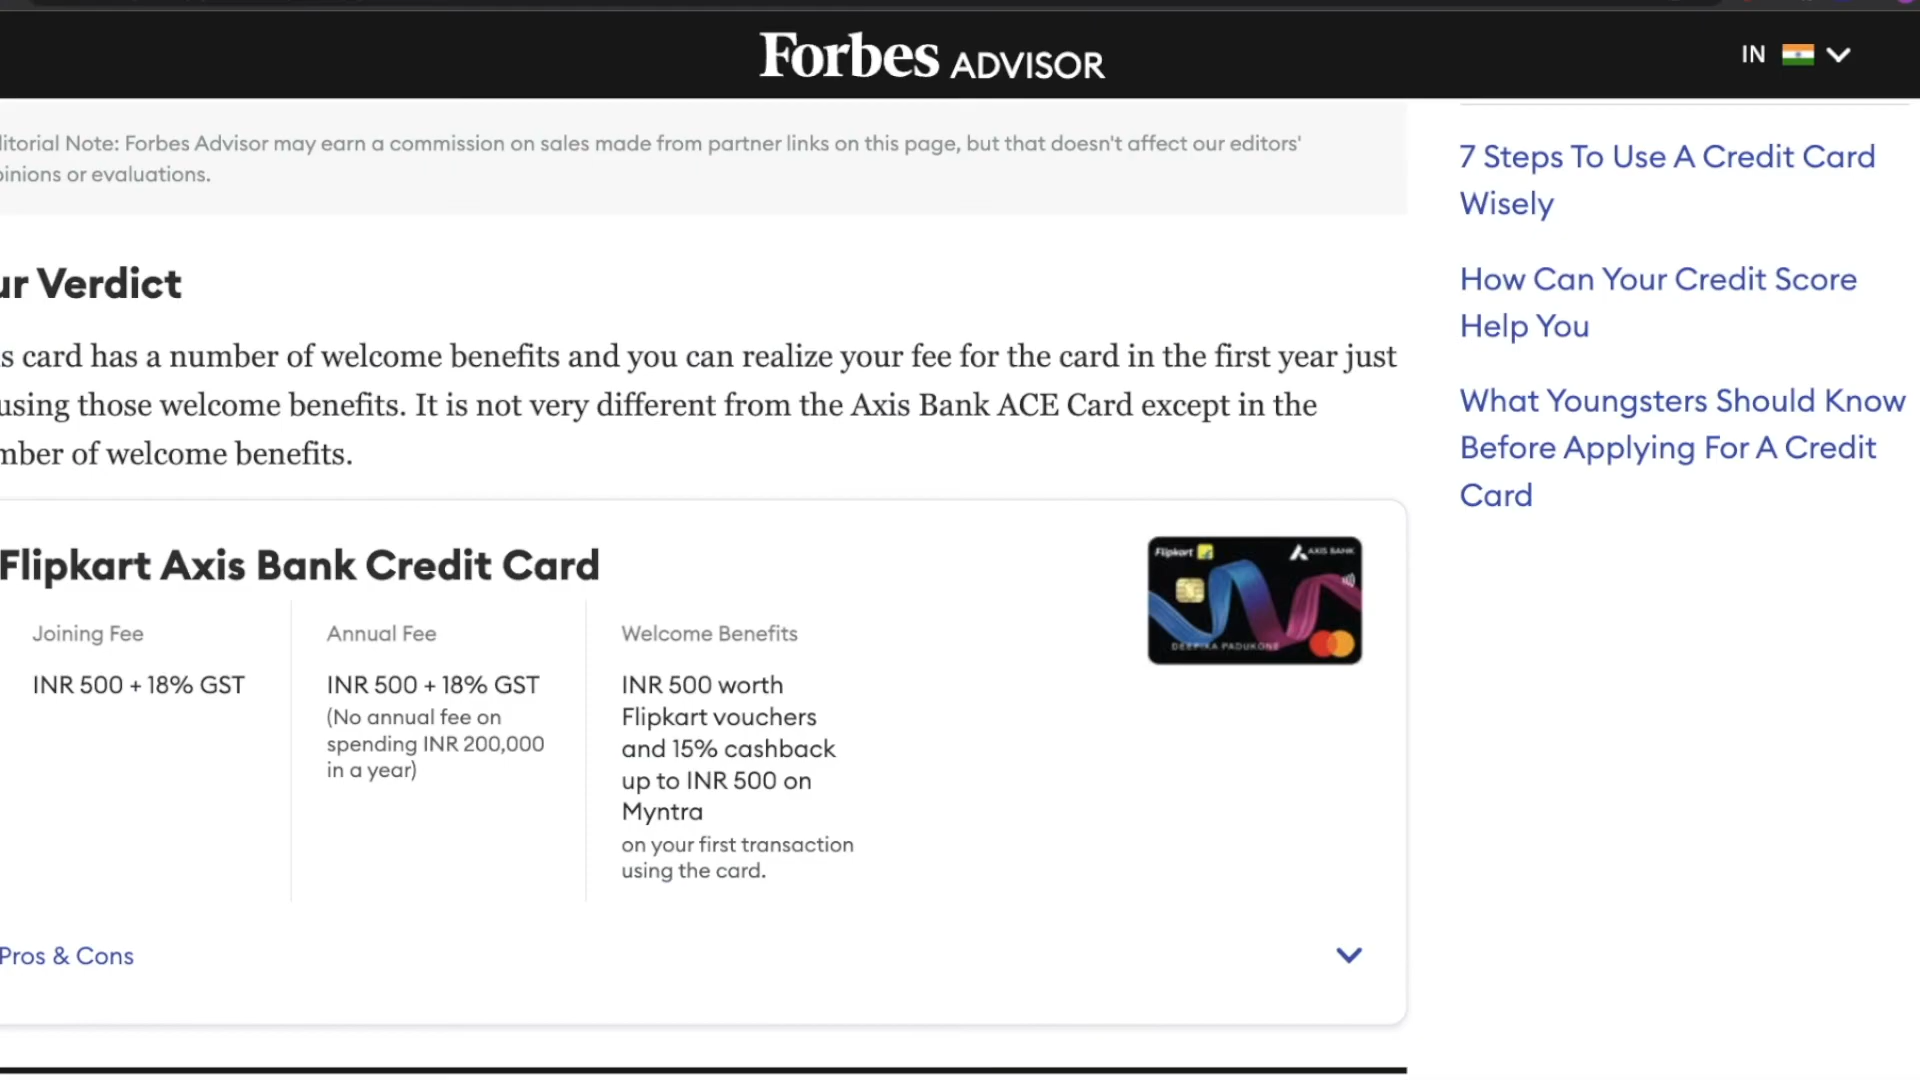 Forbes ADVISOR
IN
itorial Note: Forbes Advisor may earn a commission on sales made from partner links on this page, but that doesn't affect our editors'
inions or evaluations.
ur Verdict
s card has a number of welcome benefits and you can realize your fee for the card in the first year just
using those welcome benefits. It is not very different from the Axis Bank ACE Card except in the
mber of welcome benefits.
Flipkart Axis Bank Credit Card
Joining Fee
INR 500 + 18% GST
Annual Fee
INR 500 + 18% GST
(No annual fee on
spending INR 200,000
in a year)
Welcome Benefits
INR 500 worth
Flipkart vouchers
and 15% cashback
up to INR 500 on
Myntra
on your first transaction
using the card.
Flipkart
AXIS BANK
DEEPIKA PADUKONE
Pros & Cons
7 Steps To Use A Credit Card
Wisely
How Can Your Credit Score
Help You
What Youngsters Should Know
Before Applying For A Credit
Card